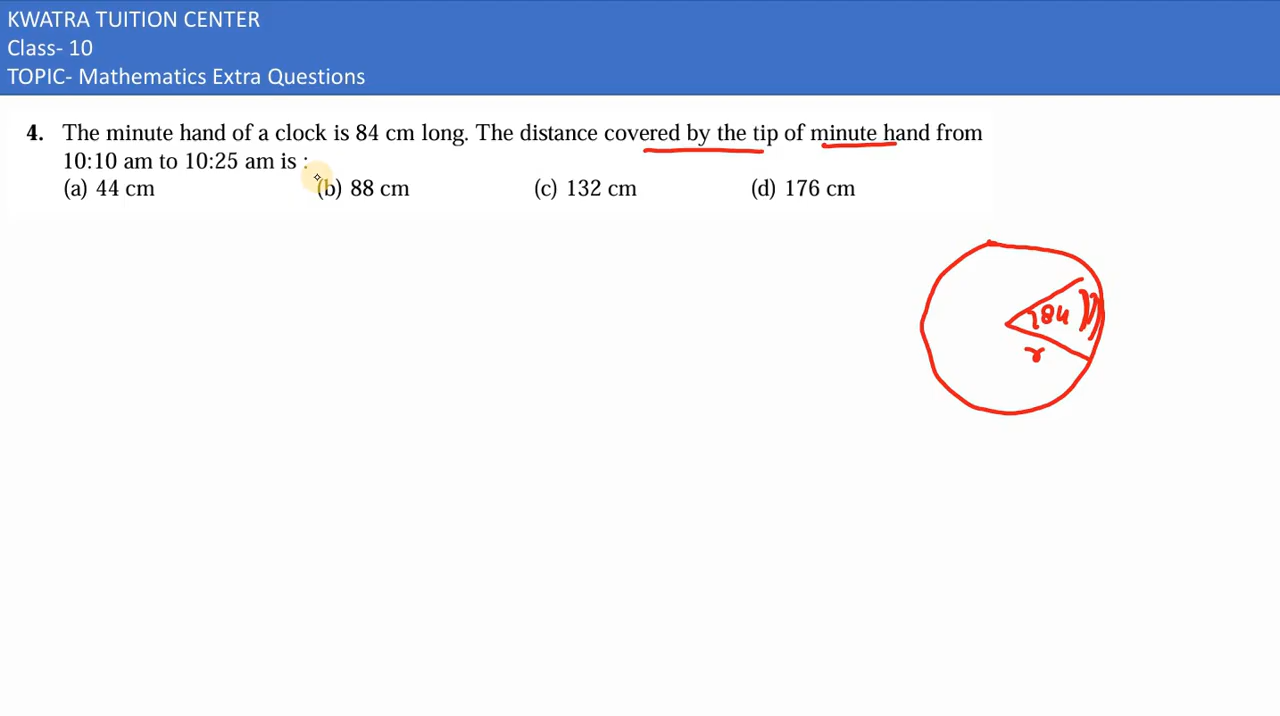 KWATRA TUITION CENTER
Class- 10
TOPIC- Mathematics Extra Questions
4. The minute hand of a clock is 84 cm long. The distance covered by the tip of minute hand from
10:10 am to 10:25 am is :
(a) 44 cm (b) 88 cm (c) 132 cm (d) 176 cm
84
r